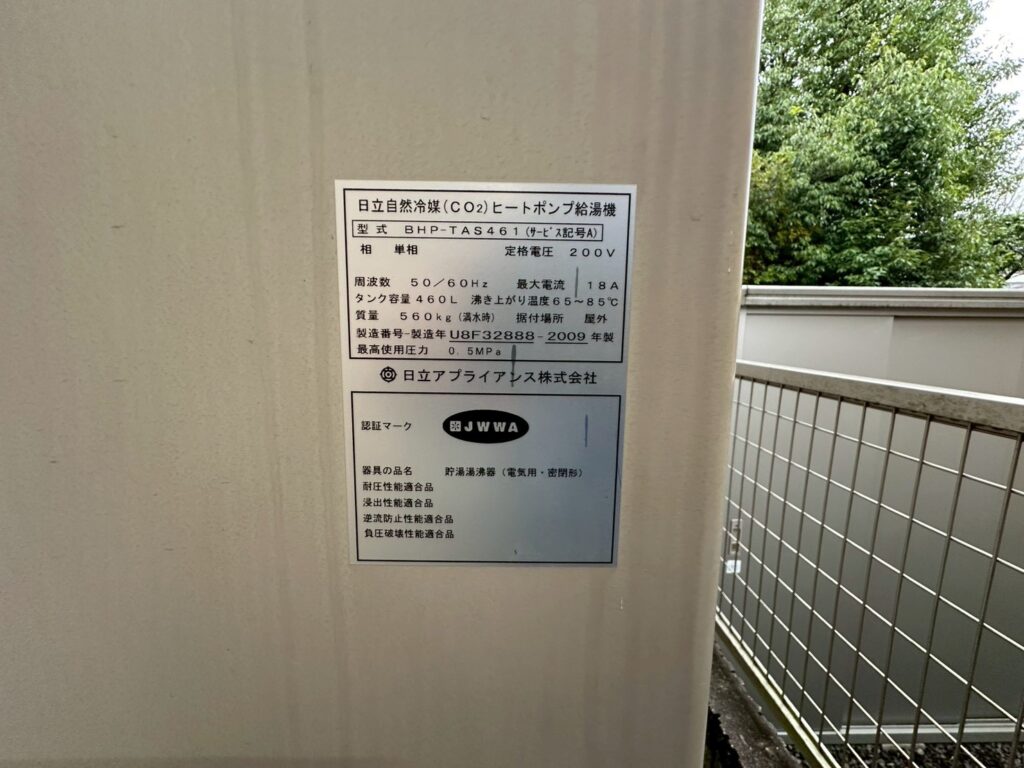 日立自然冷媒(CO2)ヒートポンプ給湯機
型式 BHP-TAS461(ｻｰﾋﾞｽ記号A)
相 単相 定格電圧 200V
周波数 50/60Hz 最大電流 18A
タンク容量 460L 沸き上がり温度65~85℃
質量 560kg(満水時) 据付場所 屋外
製造番号-製造年 U8F32888-2009年製
最高使用圧力 0.5MPa
日立アプライアンス株式会社
認証マーク JWWA
器具の品名 貯湯湯沸器(電気用・密閉形)
耐圧性能適合品
浸出性能適合品
逆流防止性能適合品
負圧破壊性能適合品